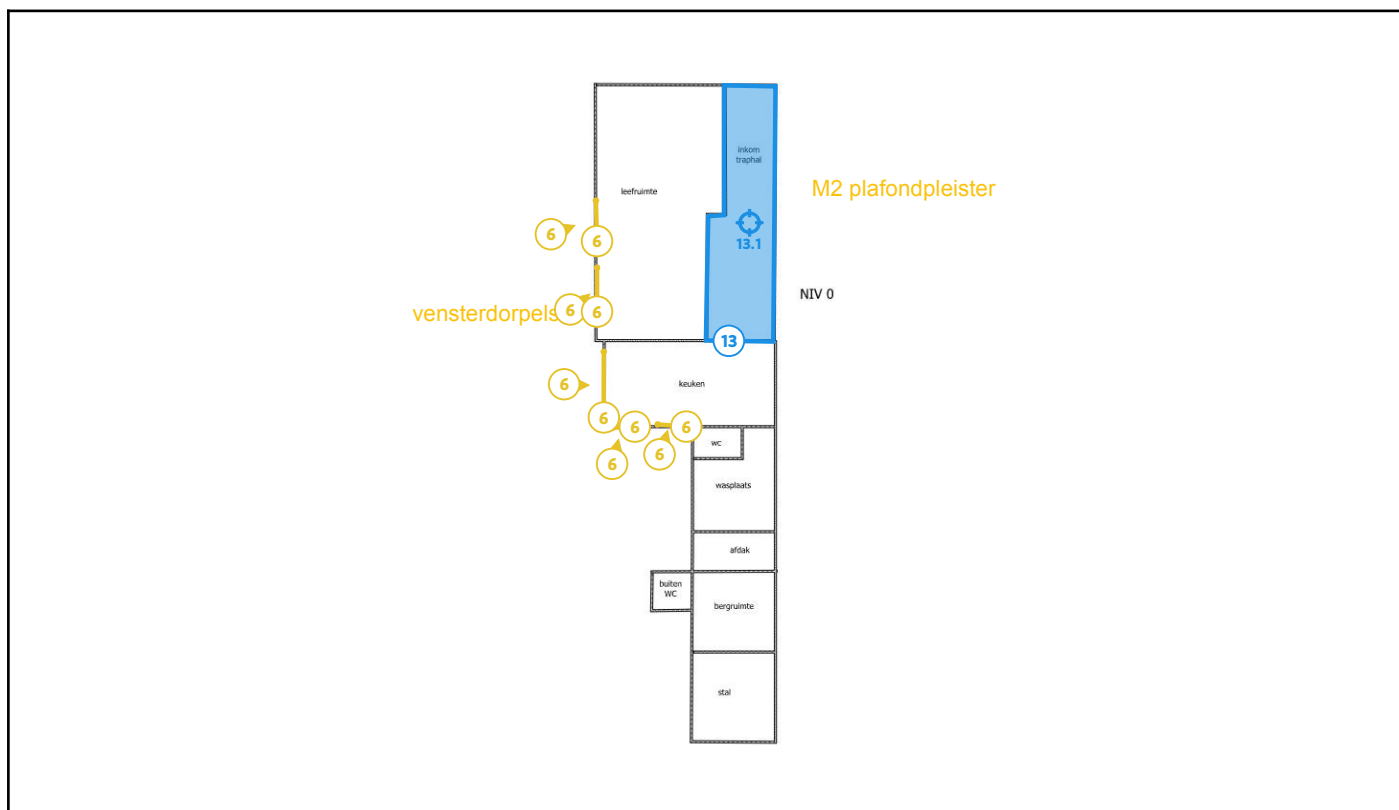 inkom
traphal
M2 plafondpleister
leefruimte
6
6
13.1
NIV 0
vensterdorpels
6
6
13
keuken
6
6
6
6
6
6
WC
wasplaats
afdak
buiten
WC
bergruimte
stal